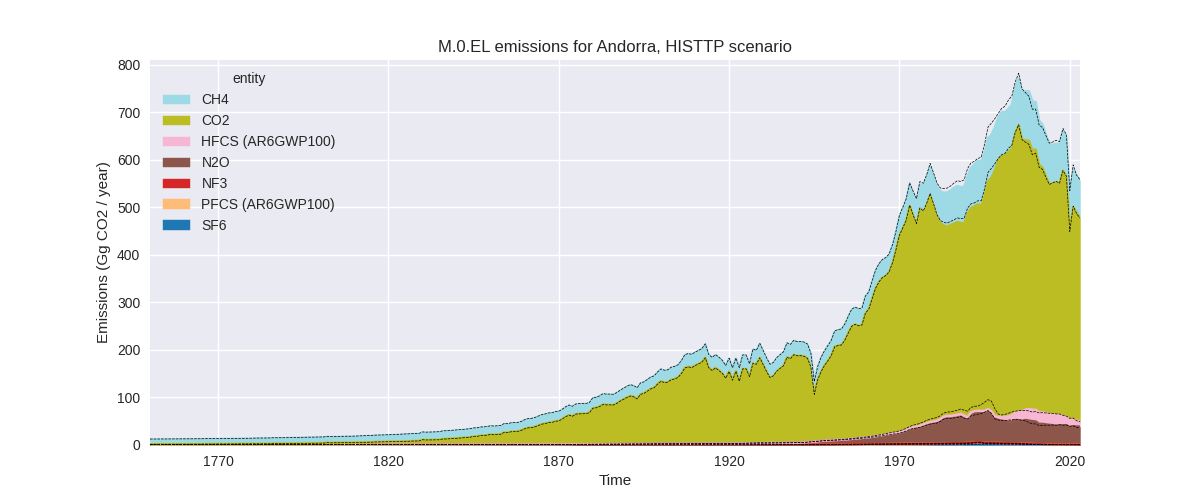 M.0.EL emissions for Andorra, HISTTP scenario
800
700
600
500
400
300
200
100
0
Emissions (Gg CO2 / year)
entity
CH4
CO2
HFCS (AR6GWP100)
N2O
NF3
PFCS (AR6GWP100)
SF6
1770
1820
1870
1920
1970
2020
Time